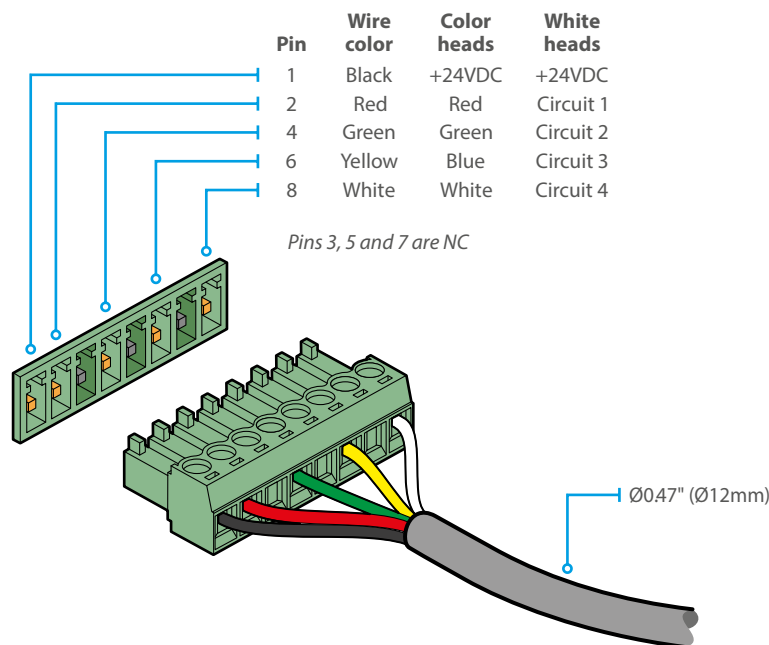 Pin Wire color Color heads White heads
1 Black +24VDC +24VDC
2 Red Red Circuit 1
4 Green Green Circuit 2
6 Yellow Blue Circuit 3
8 White White Circuit 4
Pins 3, 5 and 7 are NC
Ø0.47" (Ø12mm)